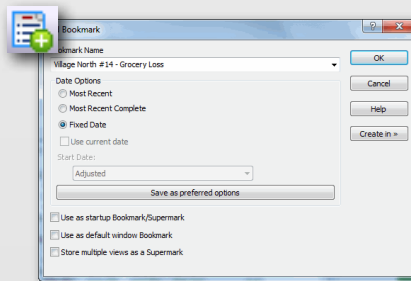 Bookmark
ookmark Name
Village North #14 - Grocery Loss
OK
Date Options
Cancel
Most Recent
Most Recent Complete
Help
Fixed Date
Create in »
Use current date
Start Date:
Adjusted
Save as preferred options
Use as startup Bookmark/Supermark
Use as default window Bookmark
Store multiple views as a Supermark